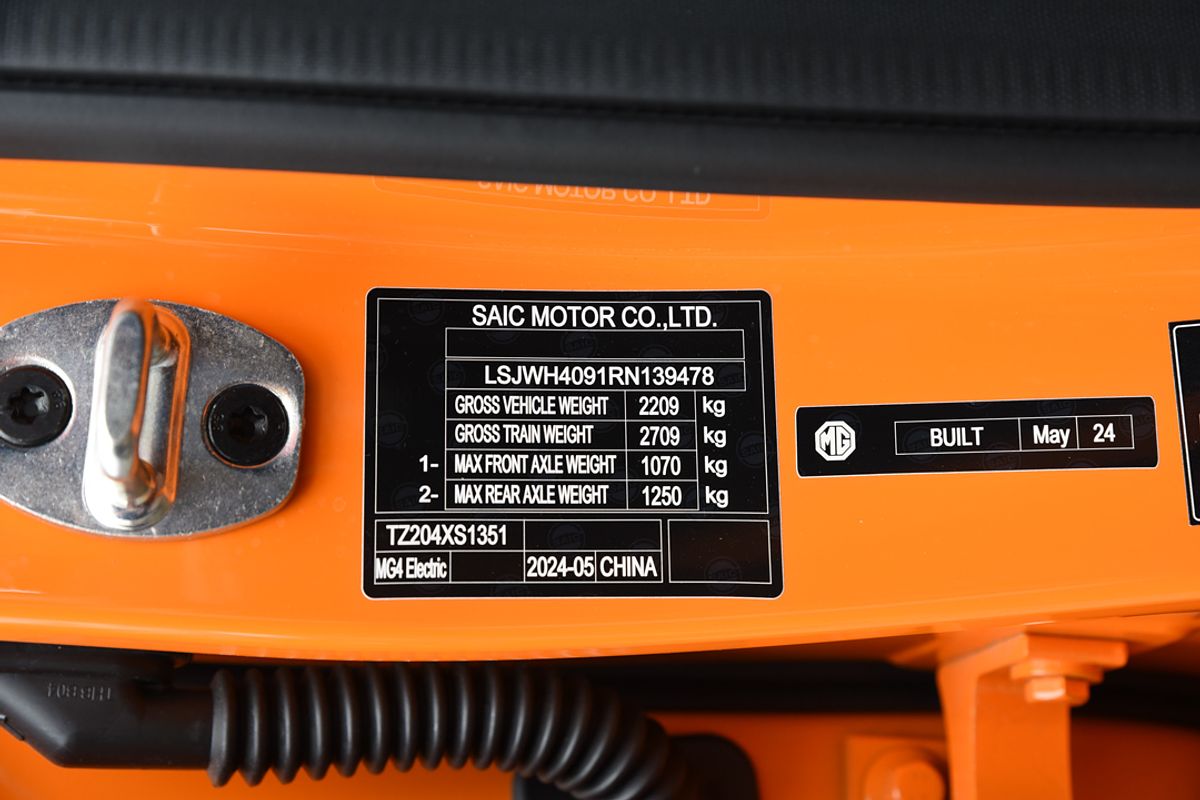 SAIC MOTOR CO.,LTD.
LSJWH4091RN139478
GROSS VEHICLE WEIGHT 2209 kg
GROSS TRAIN WEIGHT 2709 kg
1- MAX FRONT AXLE WEIGHT 1070 kg
2- MAX REAR AXLE WEIGHT 1250 kg
TZ204XS1351
MG4 Electric 2024-05 CHINA
MG BUILT May 24